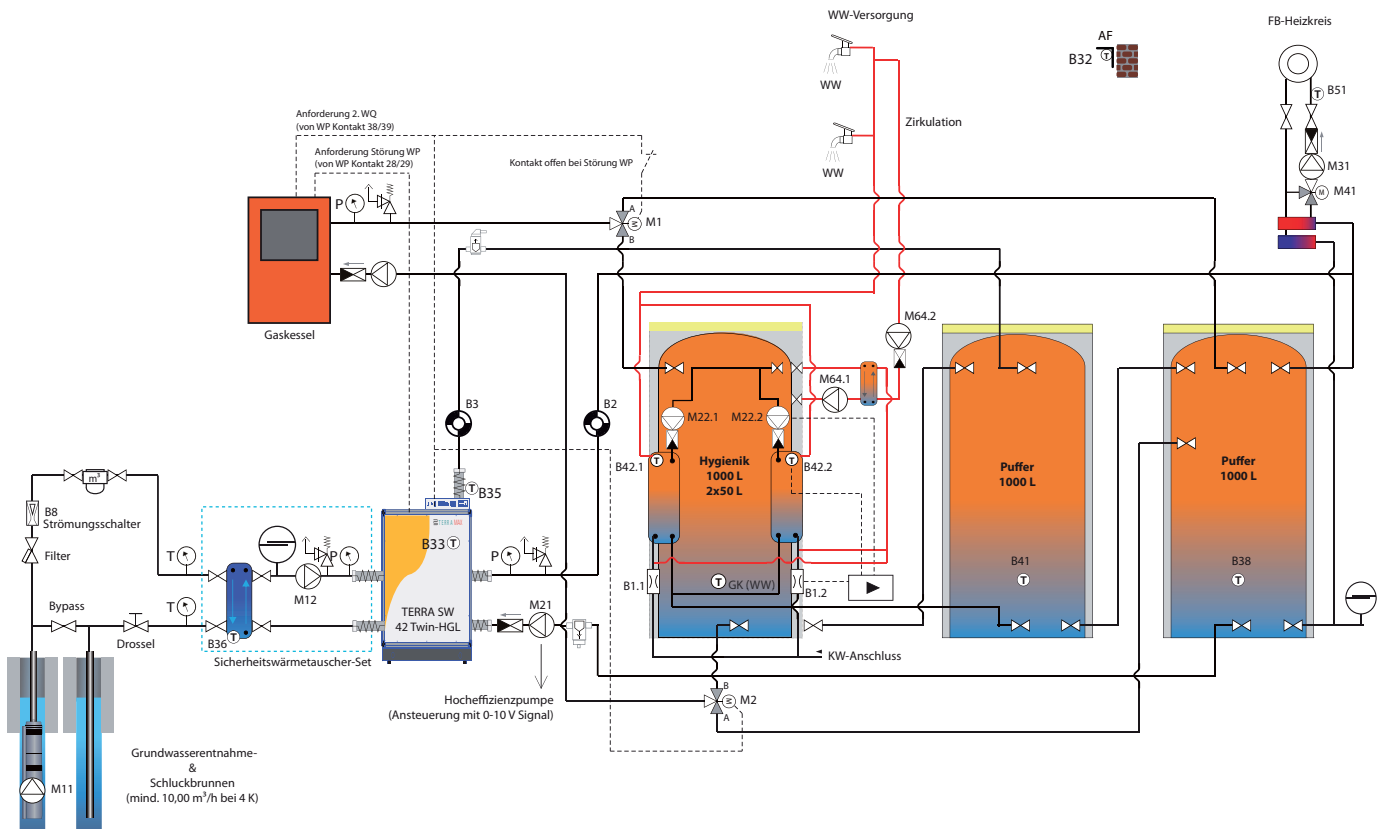 WW-Versorgung
FB-Heizkreis
AF
B32
T
WW
B51
T
Anforderung 2. WQ
(von WP Kontakt 38/39)
Zirkulation
Anforderung Störung WP
(von WP Kontakt 28/29)
Kontakt offen bei Störung WP
WW
M31
M41
M
P
A
M1
M
B
Gaskessel
M64.2
M64.1
B3
B2
M22.1
M22.2
B42.1
T
Hygienik
1000 L
2x50 L
T
B42.2
Puffer
1000 L
Puffer
1000 L
m³
B35
T
B8
Strömungsschalter
Filter
T
P
B33
T
P
M12
B1.1
T
GK (WW)
B1.2
B41
T
B38
T
Bypass
T
TERRA SW
42 Twin-HGL
M21
Drossel
B36
T
Sicherheitswärmetauscher-Set
KW-Anschluss
Hocheffizienzpumpe
(Ansteuerung mit 0-10 V Signal)
B
M2
M
A
Grundwasserentnahme-
&
Schluckbrunnen
(mind. 10,00 m³/h bei 4 K)
M11